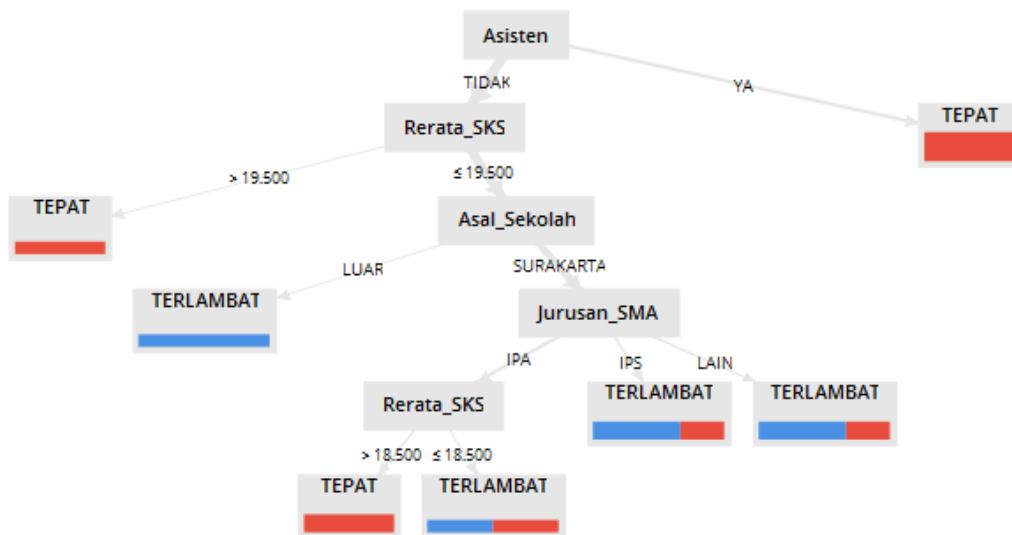 Asisten
TIDAK
YA
Rerata_SKS
TEPAT
> 19.500
≤ 19.500
TEPAT
Asal_Sekolah
LUAR
SURAKARTA
TERLAMBAT
Jurusan_SMA
IPA
IPS
LAIN
Rerata_SKS
TERLAMBAT
TERLAMBAT
> 18.500
≤ 18.500
TEPAT
TERLAMBAT